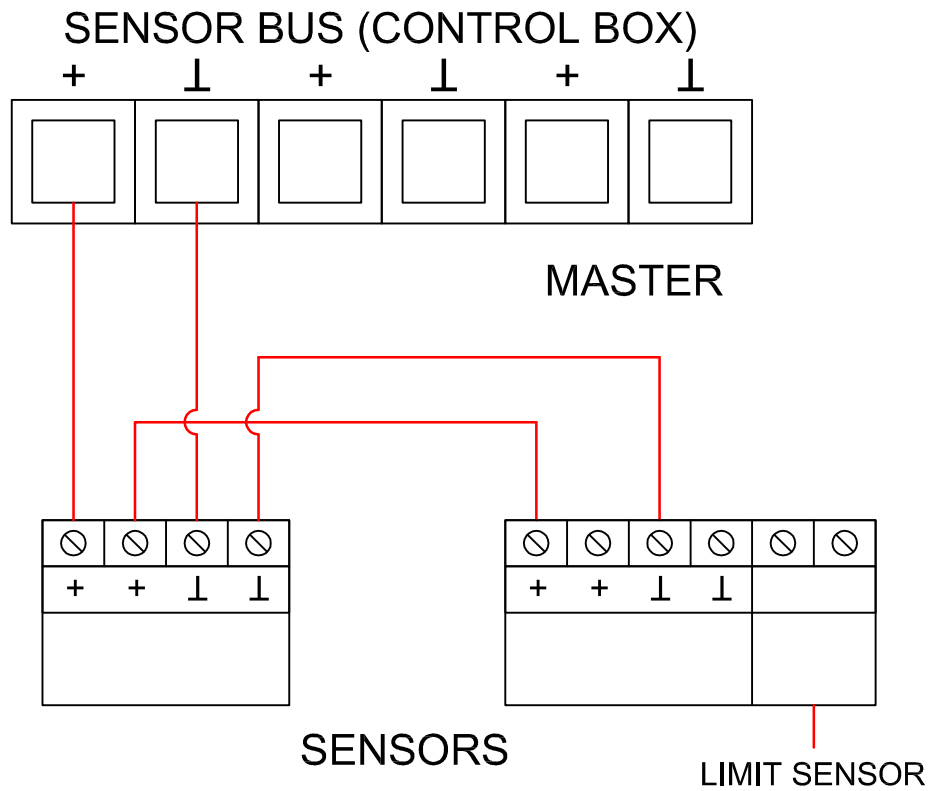 SENSOR BUS (CONTROL BOX)
+ ⊥ + ⊥ + ⊥
MASTER
+ + ⊥ ⊥ + + ⊥ ⊥
SENSORS
LIMIT SENSOR